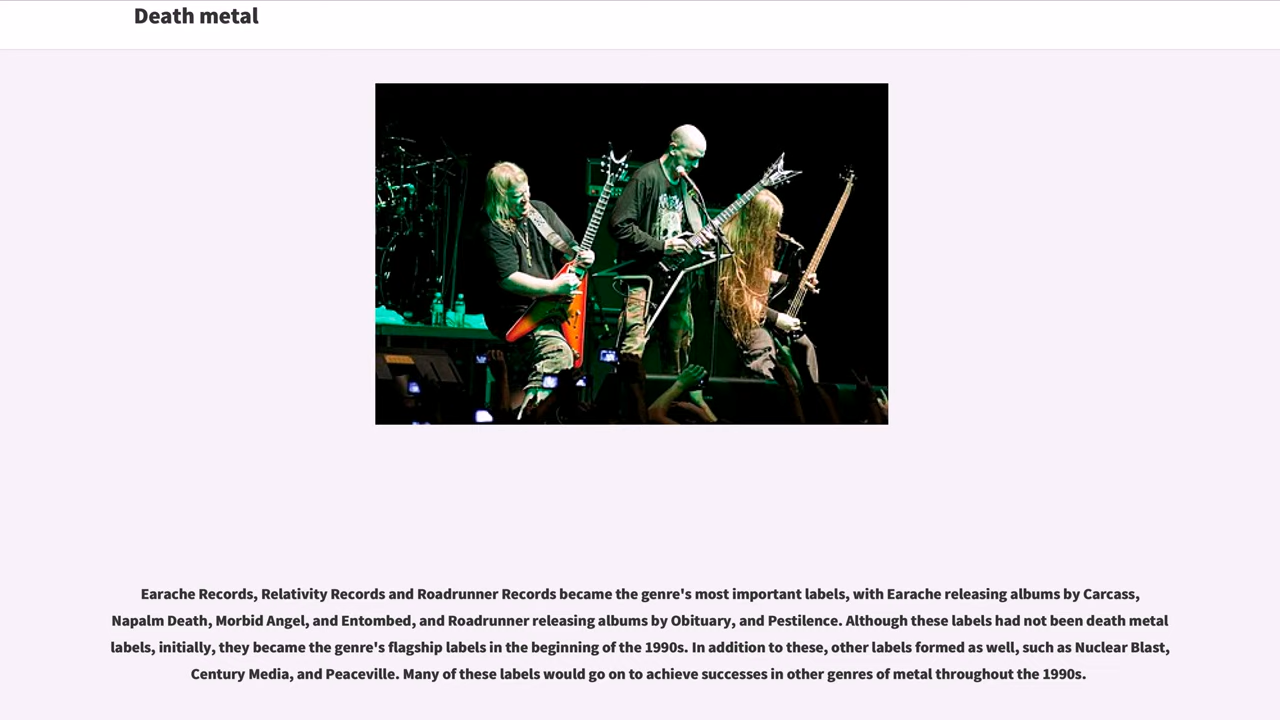 Death metal
Earache Records, Relativity Records and Roadrunner Records became the genre's most important labels, with Earache releasing albums by Carcass,
Napalm Death, Morbid Angel, and Entombed, and Roadrunner releasing albums by Obituary, and Pestilence. Although these labels had not been death metal
labels, initially, they became the genre's flagship labels in the beginning of the 1990s. In addition to these, other labels formed as well, such as Nuclear Blast,
Century Media, and Peaceville. Many of these labels would go on to achieve successes in other genres of metal throughout the 1990s.